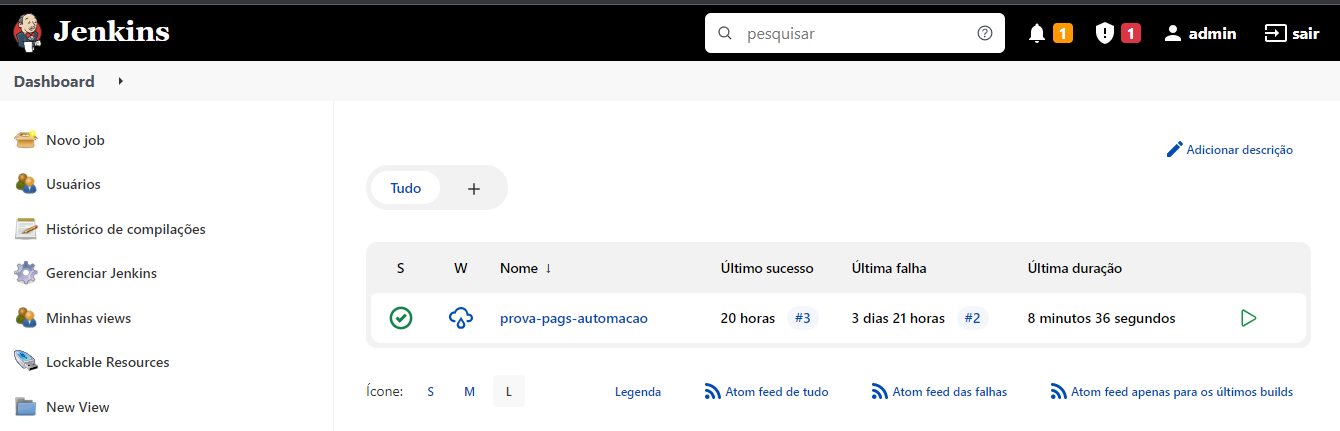 Jenkins pesquisar 1 1 admin sair
Dashboard
Novo job
Usuários
Histórico de compilações
Gerenciar Jenkins
Minhas views
Lockable Resources
New View
Adicionar descrição
Tudo +
S W Nome ↓ Último sucesso Última falha Última duração
prova-pags-automacao 20 horas #3 3 dias 21 horas #2 8 minutos 36 segundos
Ícone: S M L Legenda Atom feed de tudo Atom feed das falhas Atom feed apenas para os últimos builds